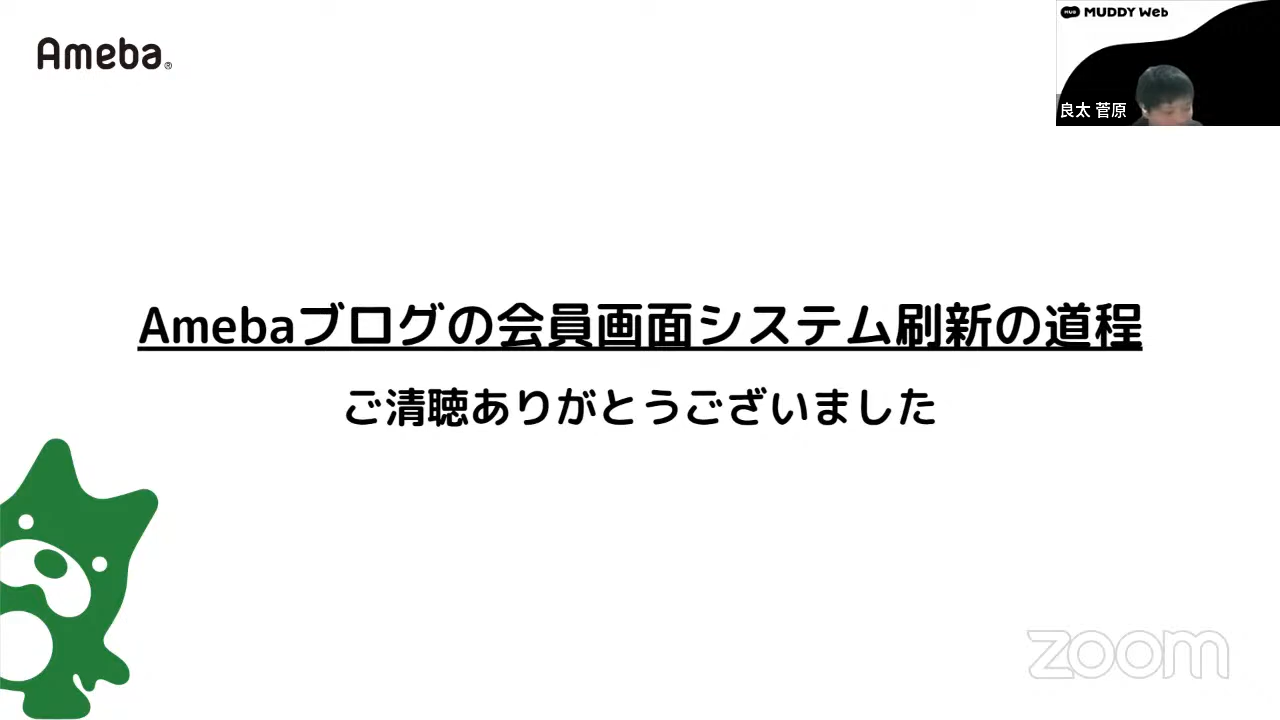 Ameba®
MUDDY Web
良太 菅原
Amebaブログの会員画面システム刷新の道程
ご清聴ありがとうございました
zoom